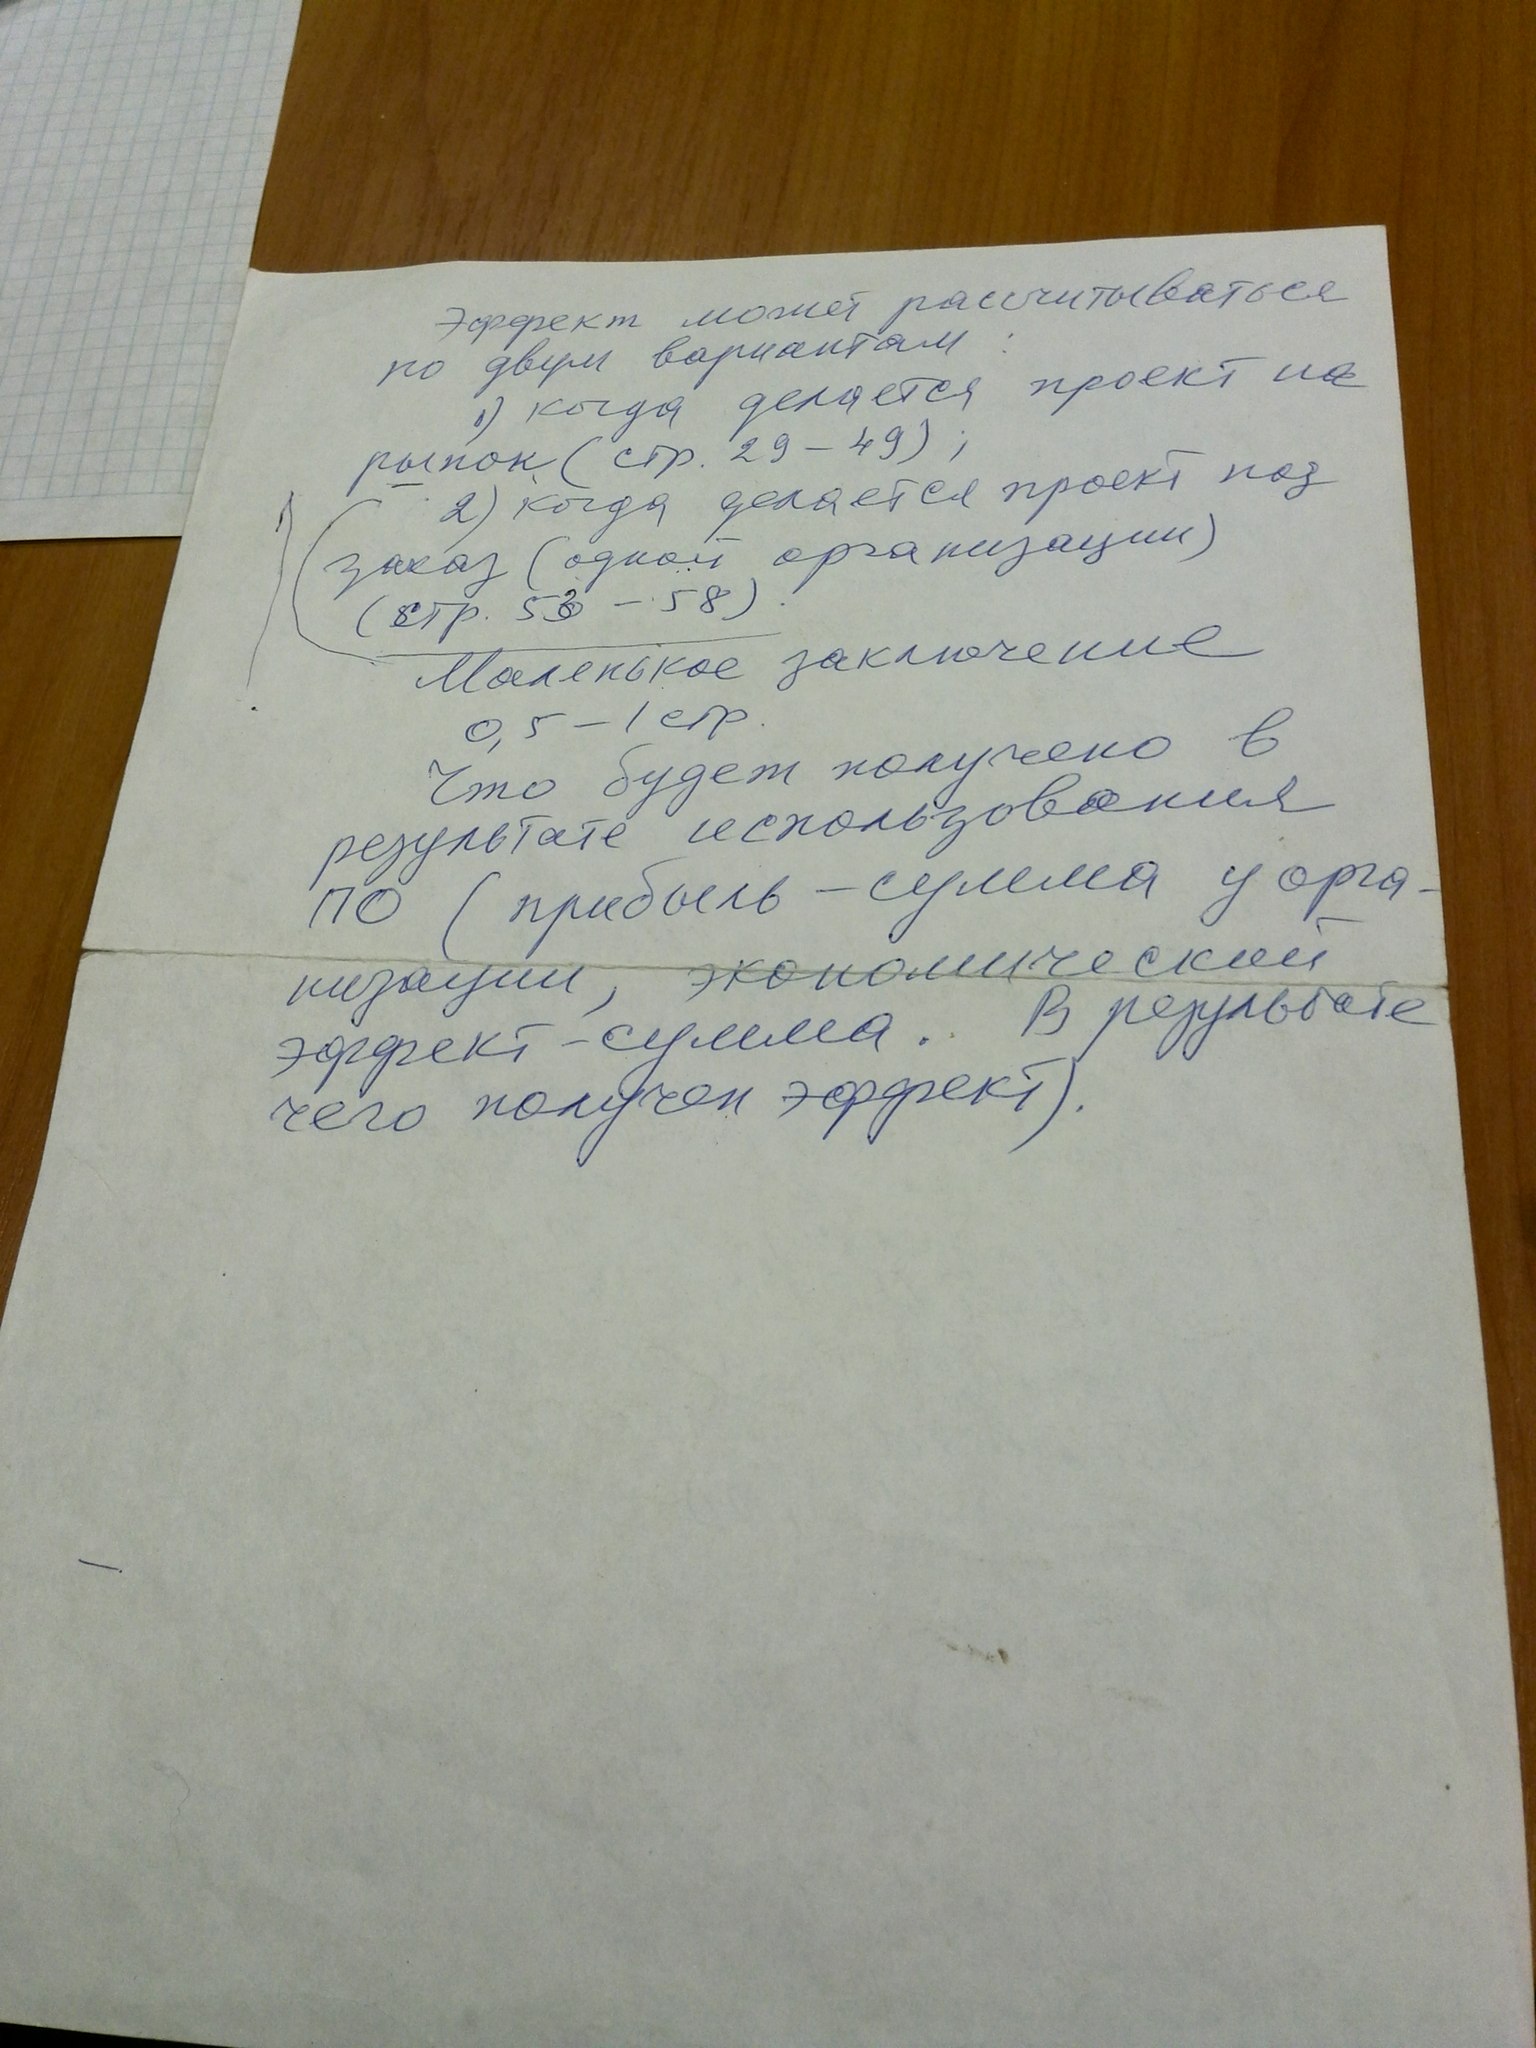 Эффект может рассчитываться
по двум вариантам:
1) когда делается проект на
рынок (стр. 29-49);
2) когда делается проект под
заказ (одной организации)
(стр. - 58).
Маленькое заключение
0,5 - 1 стр.
Что будет получено в
результате использования
ПО (прибыль - сумма у орга-
низации, экономический
эффект - сумма. В результате
чего получен эффект).